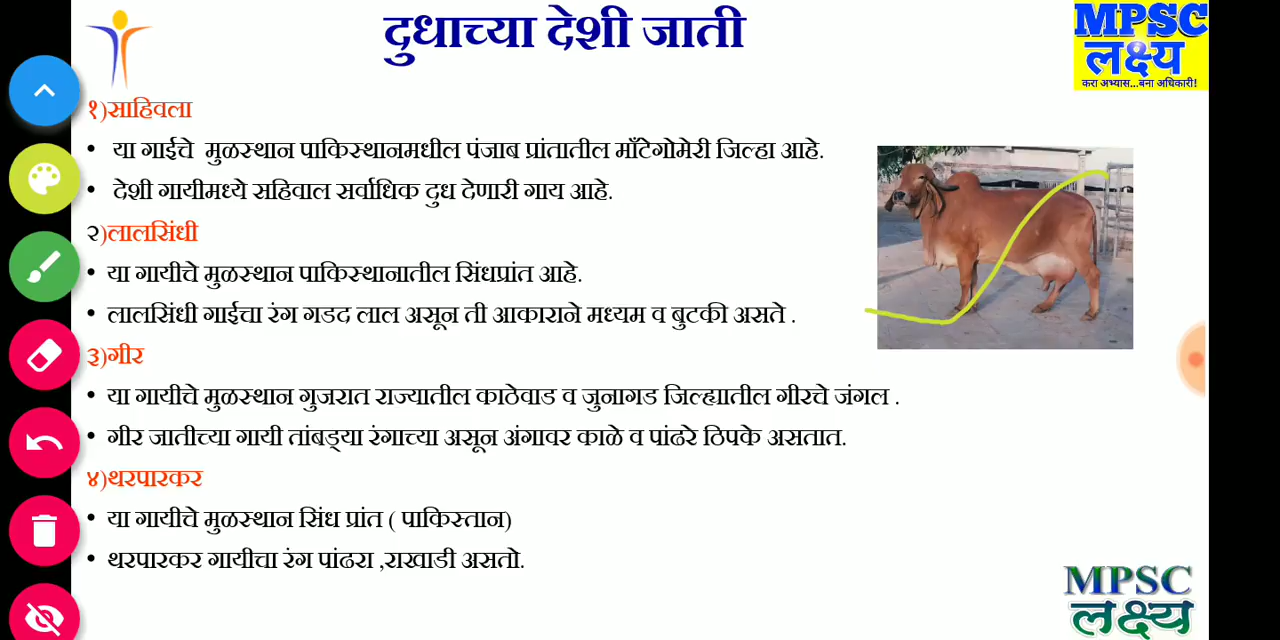 दुधाच्या देशी जाती
MPSC
लक्ष्य
करा अभ्यास...बना अधिकारी!
१)साहिवला
• या गाईचे मुळस्थान पाकिस्थानमधील पंजाब प्रांतातील माँटेगोमेरी जिल्हा आहे.
• देशी गायीमध्ये सहिवाल सर्वाधिक दुध देणारी गाय आहे.
२)लालसिंधी
• या गायीचे मुळस्थान पाकिस्थानातील सिंधप्रांत आहे.
• लालसिंधी गाईचा रंग गडद लाल असून ती आकाराने मध्यम व बुटकी असते .
३)गीर
• या गायीचे मुळस्थान गुजरात राज्यातील काठेवाड व जुनागड जिल्ह्यातील गीरचे जंगल .
• गीर जातीच्या गायी तांबड्या रंगाच्या असून अंगावर काळे व पांढरे ठिपके असतात.
४)थरपारकर
• या गायीचे मुळस्थान सिंध प्रांत ( पाकिस्तान)
• थरपारकर गायीचा रंग पांढरा ,राखाडी असतो.
MPSC
लक्ष्य